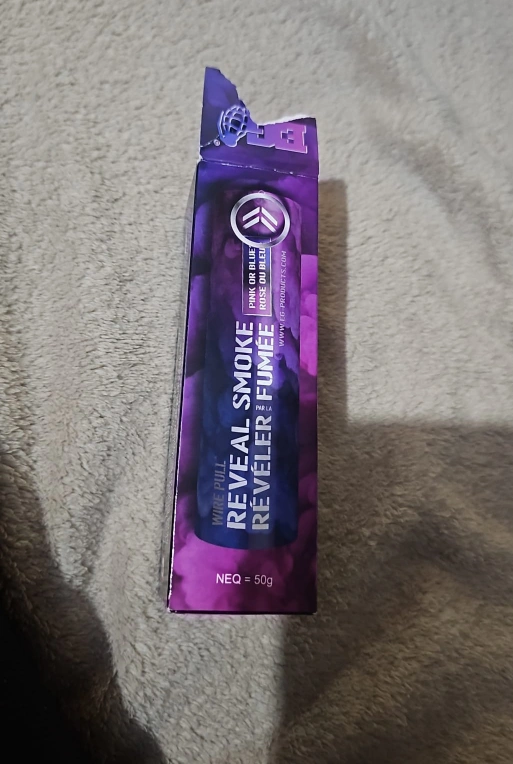 EG
WIRE PULL
REVEAL SMOKE
RÉVÉLER PAR LA FUMÉE
PINK OR BLUE
ROSE OU BLEU
WWW.EG-PRODUCTS.COM
NEQ = 50g